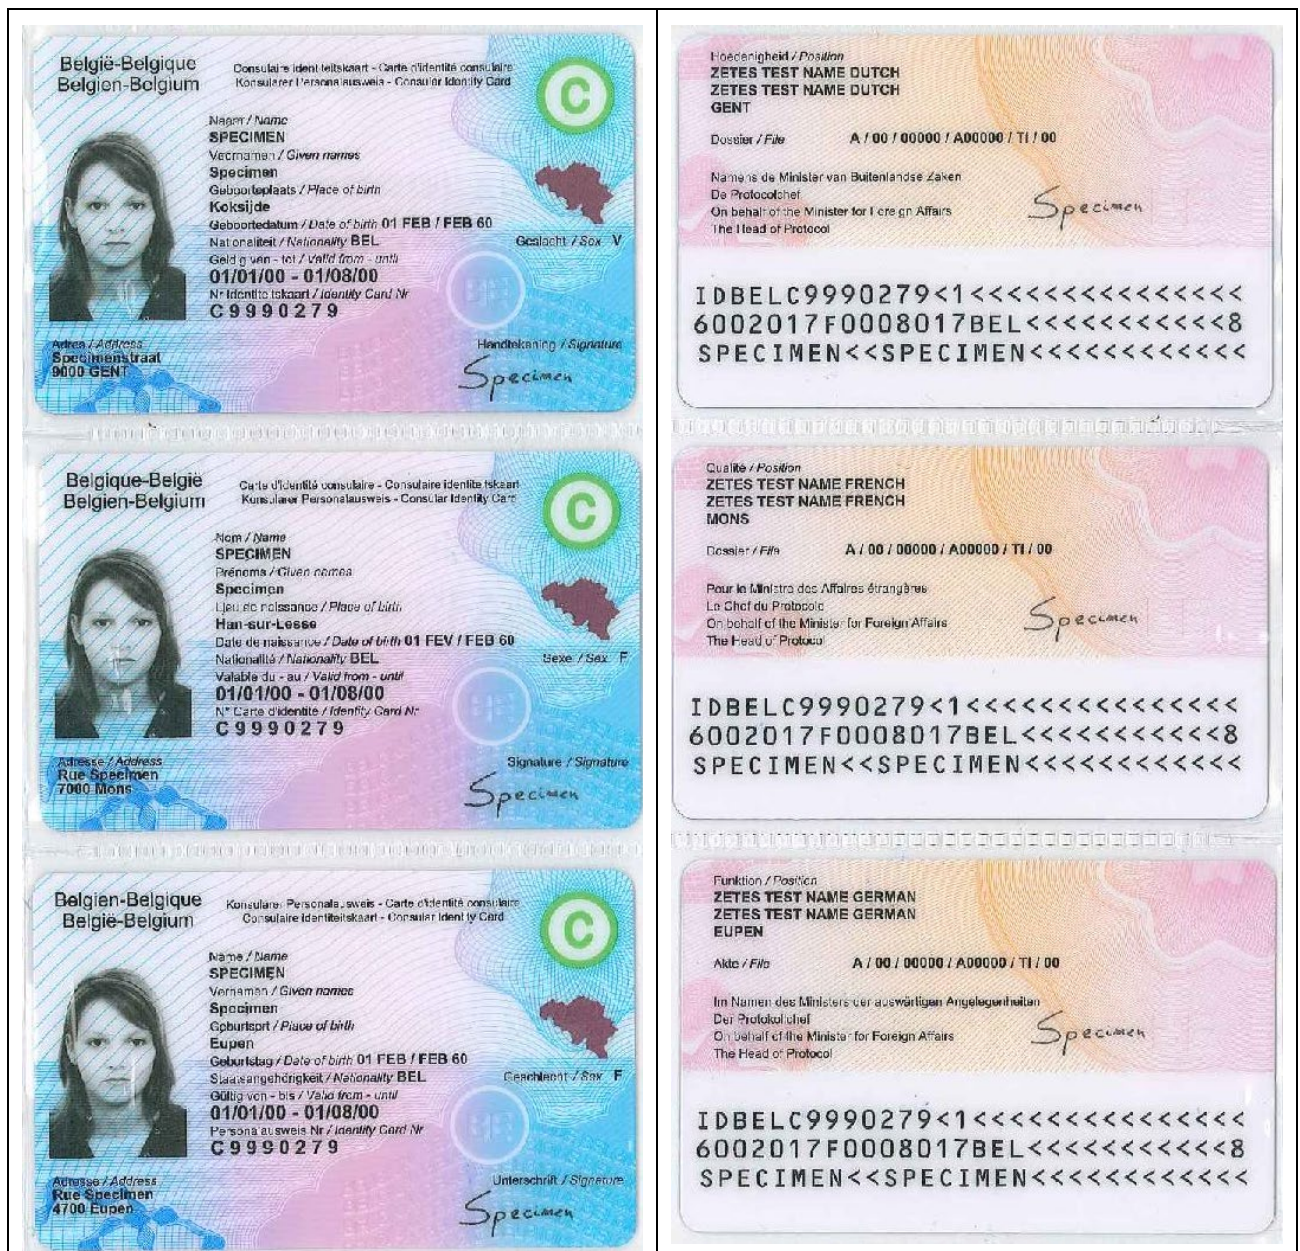 België-Belgique
Belgien-Belgium
Consulaire identiteitskaart - Carte d'identité consulaire
Konsularer Personalausweis - Consular Identity Card
C
Naam / Name
SPECIMEN
Voornamen / Given names
Specimen
Geboorteplaats / Place of birth
Koksijde
Geboortedatum / Date of birth 01 FEB / FEB 60
Nationaliteit / Nationality BEL
Geslacht / Sex V
Geldig van - tot / Valid from - until
01/01/00 - 01/08/00
Nr Identiteitskaart / Identity Card Nr
C9990279
Adres / Address
Specimenstraat
9000 GENT
Handtekening / Signature
Specimen
Hoedanigheid / Position
ZETES TEST NAME DUTCH
ZETES TEST NAME DUTCH
GENT
Dossier / File A / 00 / 00000 / A00000 / TI / 00
Namens de Minister van Buitenlandse Zaken
De Protocolchef
On behalf of the Minister for Foreign Affairs
The Head of Protocol
Specimen
IDBELC9990279<1<<<<<<<<<<<<<<<
6002017F0008017BEL<<<<<<<<<<<8
SPECIMEN<<SPECIMEN<<<<<<<<<<<<
Belgique-België
Belgien-Belgium
Carte d'identité consulaire - Consulaire identiteitskaart
Konsularer Personalausweis - Consular Identity Card
C
Nom / Name
SPECIMEN
Prénoms / Given names
Specimen
Lieu de naissance / Place of birth
Han-sur-Lesse
Date de naissance / Date of birth 01 FEV / FEB 60
Nationalité / Nationality BEL
Sexe / Sex F
Valable du - au / Valid from - until
01/01/00 - 01/08/00
N° Carte d'identité / Identity Card Nr
C9990279
Adresse / Address
Rue Specimen
7000 Mons
Signature / Signature
Specimen
Qualité / Position
ZETES TEST NAME FRENCH
ZETES TEST NAME FRENCH
MONS
Dossier / File A / 00 / 00000 / A00000 / TI / 00
Pour le Ministre des Affaires étrangères
Le Chef du Protocole
On behalf of the Minister for Foreign Affairs
The Head of Protocol
Specimen
IDBELC9990279<1<<<<<<<<<<<<<<<
6002017F0008017BEL<<<<<<<<<<<8
SPECIMEN<<SPECIMEN<<<<<<<<<<<<
Belgien-Belgique
België-Belgium
Konsularer Personalausweis - Carte d'identité consulaire
Consulaire identiteitskaart - Consular Identity Card
C
Name / Name
SPECIMEN
Vornamen / Given names
Specimen
Geburtsort / Place of birth
Eupen
Geburtstag / Date of birth 01 FEB / FEB 60
Staatsangehörigkeit / Nationality BEL
Geschlecht / Sex F
Gültig von - bis / Valid from - until
01/01/00 - 01/08/00
Personalausweis Nr / Identity Card Nr
C9990279
Adresse / Address
Rue Specimen
4700 Eupen
Unterschrift / Signature
Specimen
Funktion / Position
ZETES TEST NAME GERMAN
ZETES TEST NAME GERMAN
EUPEN
Akte / File A / 00 / 00000 / A00000 / TI / 00
Im Namen des Ministers der auswärtigen Angelegenheiten
Der Protokollchef
On behalf of the Minister for Foreign Affairs
The Head of Protocol
Specimen
IDBELC9990279<1<<<<<<<<<<<<<<<
6002017F0008017BEL<<<<<<<<<<<8
SPECIMEN<<SPECIMEN<<<<<<<<<<<<